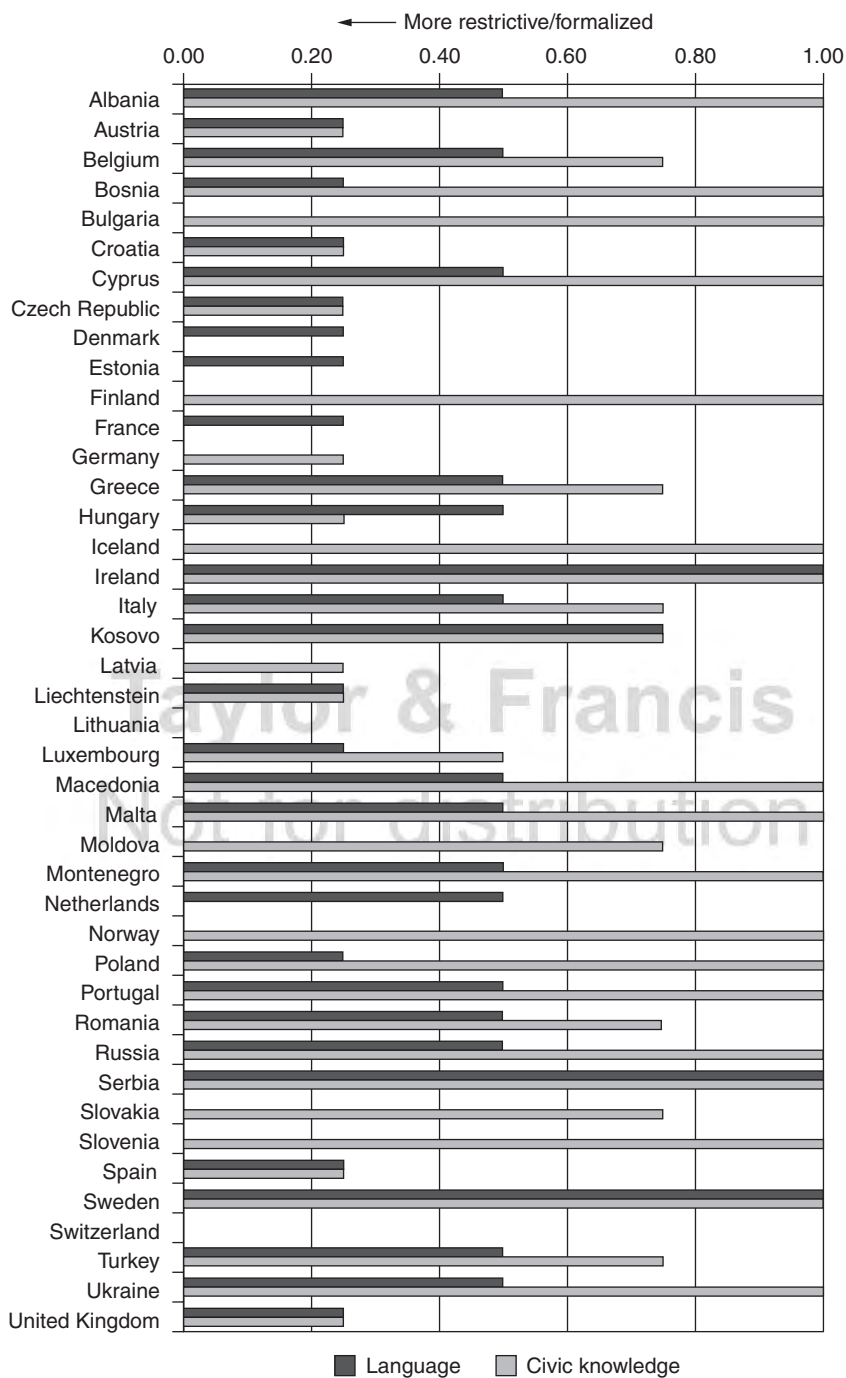 More restrictive/formalized
0.00 0.20 0.40 0.60 0.80 1.00
Albania
Austria
Belgium
Bosnia
Bulgaria
Croatia
Cyprus
Czech Republic
Denmark
Estonia
Finland
France
Germany
Greece
Hungary
Iceland
Ireland
Italy
Kosovo
Latvia
Taylor & Francis
Liechtenstein
Lithuania
Luxembourg
Macedonia
Not for distribution
Malta
Moldova
Montenegro
Netherlands
Norway
Poland
Portugal
Romania
Russia
Serbia
Slovakia
Slovenia
Spain
Sweden
Switzerland
Turkey
Ukraine
United Kingdom
Language Civic knowledge